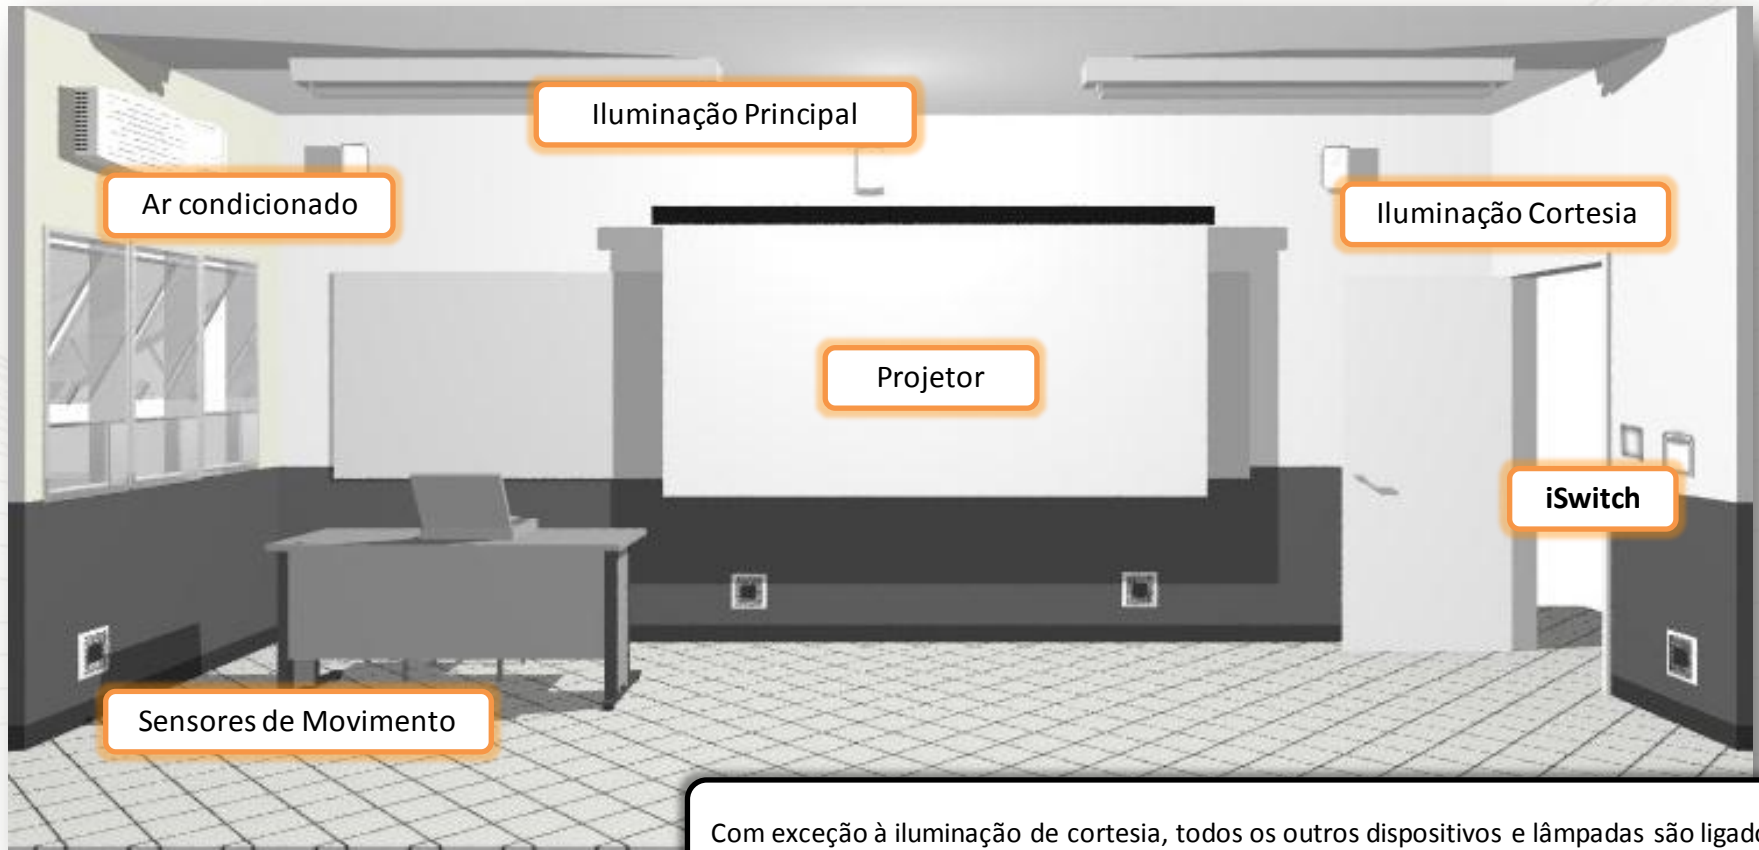 Iluminação Principal
Ar condicionado
Iluminação Cortesia
Projetor
iSwitch
Sensores de Movimento
Com exceção à iluminação de cortesia, todos os outros dispositivos e lâmpadas são